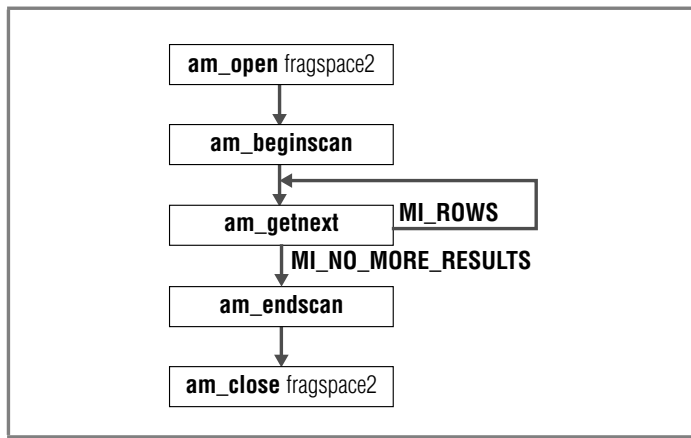 am_open fragspace2
am_beginscan
am_getnext
MI_ROWS
MI_NO_MORE_RESULTS
am_endscan
am_close fragspace2